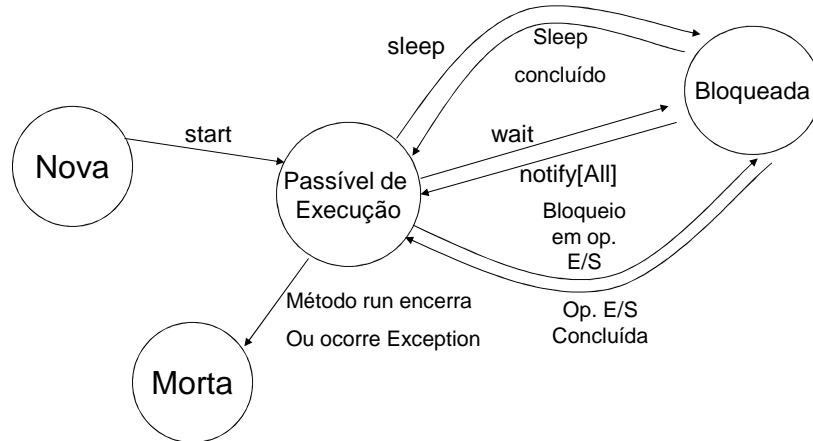 sleep
Sleep
concluído
Bloqueada
start
wait
Nova
Passível de
Execução
notify[All]
Bloqueio
em op.
E/S
Método run encerra
Ou ocorre Exception
Op. E/S
Concluída
Morta